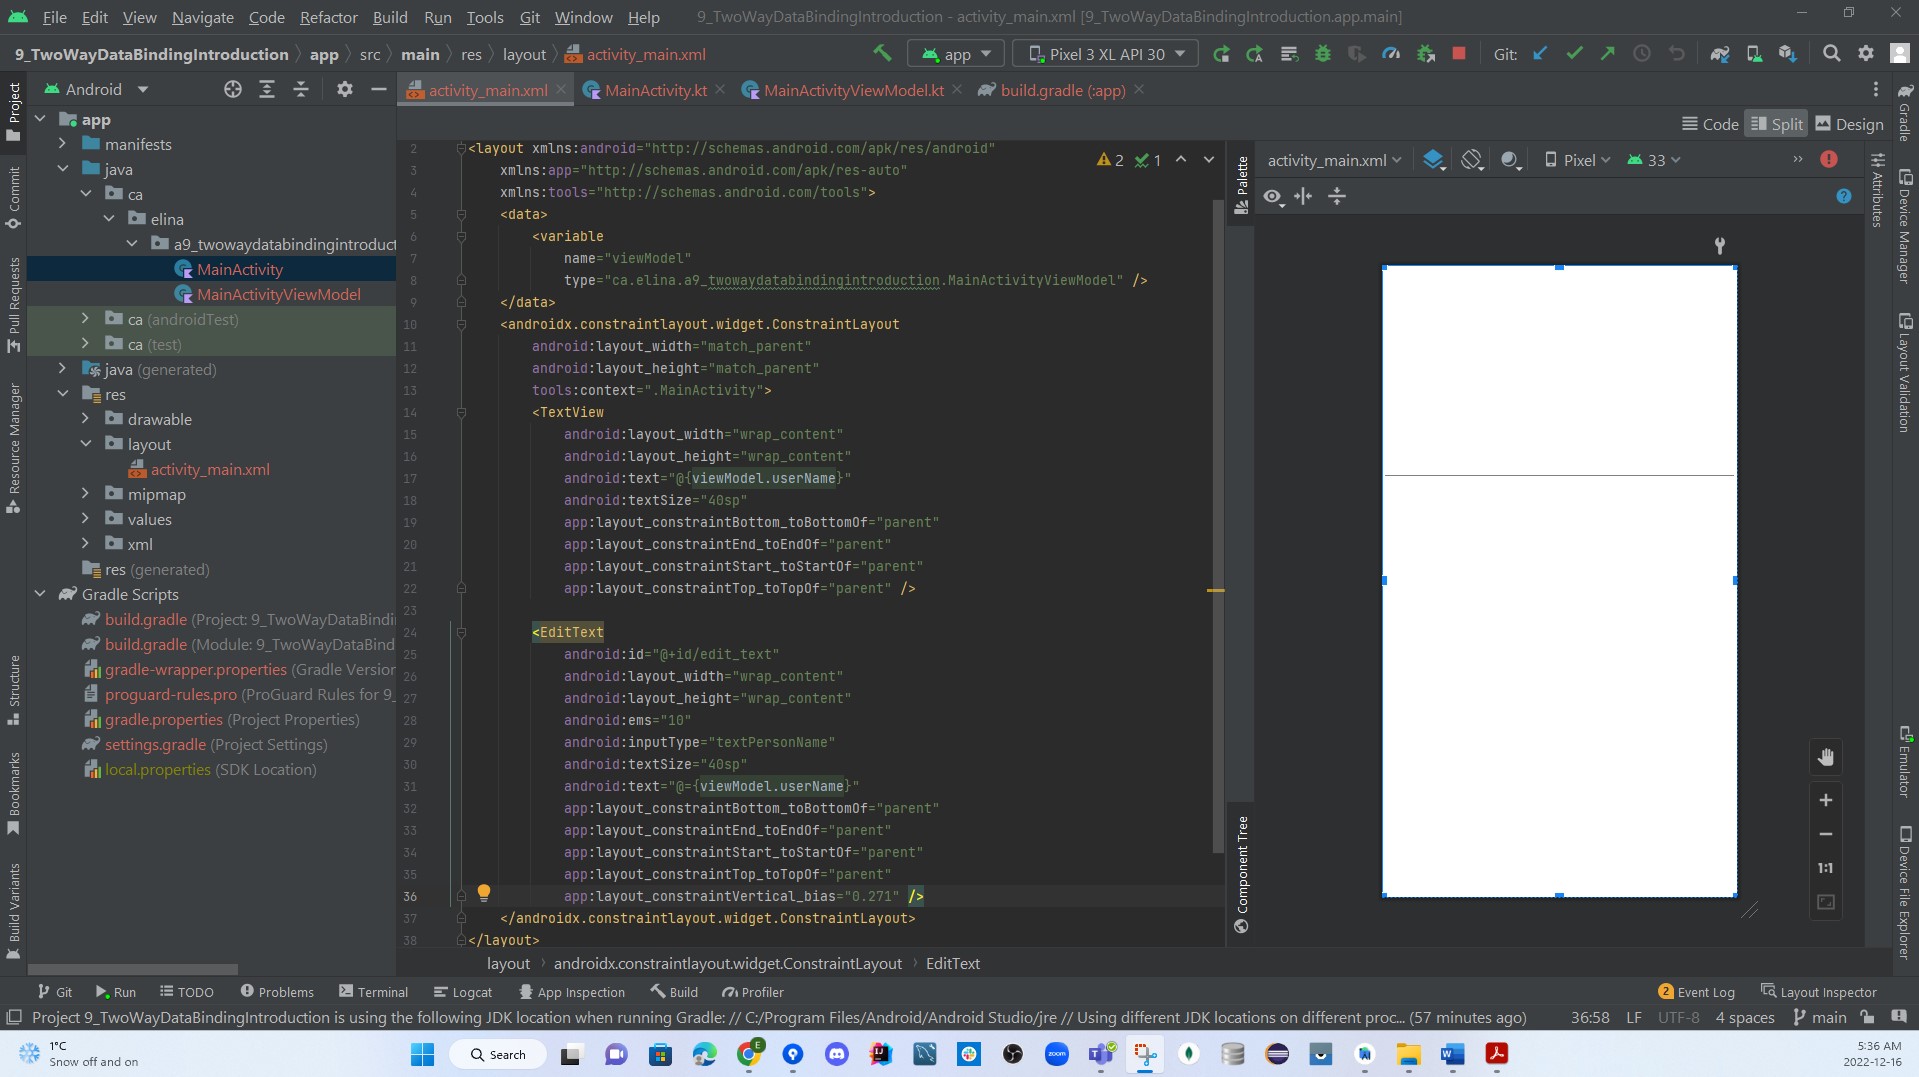 File Edit View Navigate Code Refactor Build Run Tools Git Window Help 9_TwoWayDataBindingIntroduction - activity_main.xml [9_TwoWayDataBindingIntroduction.app.main]
9_TwoWayDataBindingIntroduction app src main res layout activity_main.xml app Pixel 3 XL API 30 Git:
Project
Commit
Pull Requests
Resource Manager
Structure
Bookmarks
Build Variants
Android
app
manifests
java
ca
elina
a9_twowaydatabindingintroduct
MainActivity
MainActivityViewModel
ca (androidTest)
ca (test)
java (generated)
res
drawable
layout
activity_main.xml
mipmap
values
xml
res (generated)
Gradle Scripts
build.gradle (Project: 9_TwoWayDataBindi
build.gradle (Module: 9_TwoWayDataBind
gradle-wrapper.properties (Gradle Version
proguard-rules.pro (ProGuard Rules for 9_
gradle.properties (Project Properties)
settings.gradle (Project Settings)
local.properties (SDK Location)
activity_main.xml MainActivity.kt MainActivityViewModel.kt build.gradle (:app)
Code Split Design
2 1
2 <layout xmlns:android="http://schemas.android.com/apk/res/android"
3 xmlns:app="http://schemas.android.com/apk/res-auto"
4 xmlns:tools="http://schemas.android.com/tools">
5 <data>
6 <variable
7 name="viewModel"
8 type="ca.elina.a9_twowaydatabindingintroduction.MainActivityViewModel" />
9 </data>
10 <androidx.constraintlayout.widget.ConstraintLayout
11 android:layout_width="match_parent"
12 android:layout_height="match_parent"
13 tools:context=".MainActivity">
14 <TextView
15 android:layout_width="wrap_content"
16 android:layout_height="wrap_content"
17 android:text="@{viewModel.userName}"
18 android:textSize="40sp"
19 app:layout_constraintBottom_toBottomOf="parent"
20 app:layout_constraintEnd_toEndOf="parent"
21 app:layout_constraintStart_toStartOf="parent"
22 app:layout_constraintTop_toTopOf="parent" />
23
24 <EditText
25 android:id="@+id/edit_text"
26 android:layout_width="wrap_content"
27 android:layout_height="wrap_content"
28 android:ems="10"
29 android:inputType="textPersonName"
30 android:textSize="40sp"
31 android:text="@={viewModel.userName}"
32 app:layout_constraintBottom_toBottomOf="parent"
33 app:layout_constraintEnd_toEndOf="parent"
34 app:layout_constraintStart_toStartOf="parent"
35 app:layout_constraintTop_toTopOf="parent"
36 app:layout_constraintVertical_bias="0.271" />
37 </androidx.constraintlayout.widget.ConstraintLayout>
38 </layout>
layout androidx.constraintlayout.widget.ConstraintLayout EditText
Palette
Component Tree
activity_main.xml Pixel 33 »
1:1
Attributes
Gradle
Device Manager
Layout Validation
Emulator
Device File Explorer
Git Run TODO Problems Terminal Logcat App Inspection Build Profiler 2 Event Log Layout Inspector
Project 9_TwoWayDataBindingIntroduction is using the following JDK location when running Gradle: // C:/Program Files/Android/Android Studio/jre // Using different JDK locations on different proc... (57 minutes ago) 36:58 LF UTF-8 4 spaces main
1°C
Snow off and on
Search
zoom
5:36 AM
2022-12-16